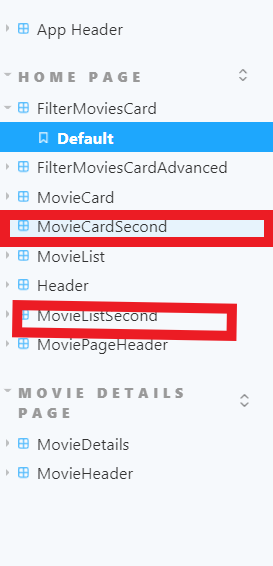 App Header
HOME PAGE
FilterMoviesCard
Default
FilterMoviesCardAdvanced
MovieCard
MovieCardSecond
MovieList
Header
MovieListSecond
MoviePageHeader
MOVIE DETAILS
PAGE
MovieDetails
MovieHeader